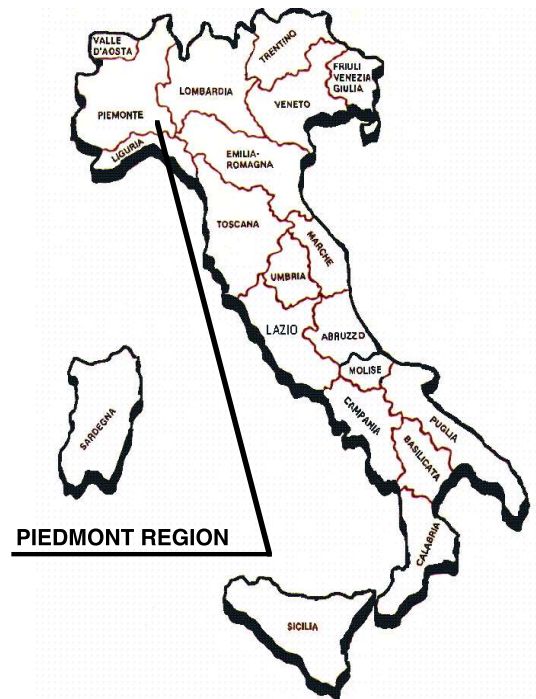 VALLE
D'AOSTA
TRENTINO
FRIULI
VENEZIA
GIULIA
LOMBARDIA
VENETO
PIEMONTE
LIGURIA
EMILIA-
ROMAGNA
TOSCANA
MARCHE
UMBRIA
LAZIO
ABRUZZO
MOLISE
CAMPANIA
PUGLIA
BASILICATA
SARDEGNA
PIEDMONT REGION
CALABRIA
SICILIA